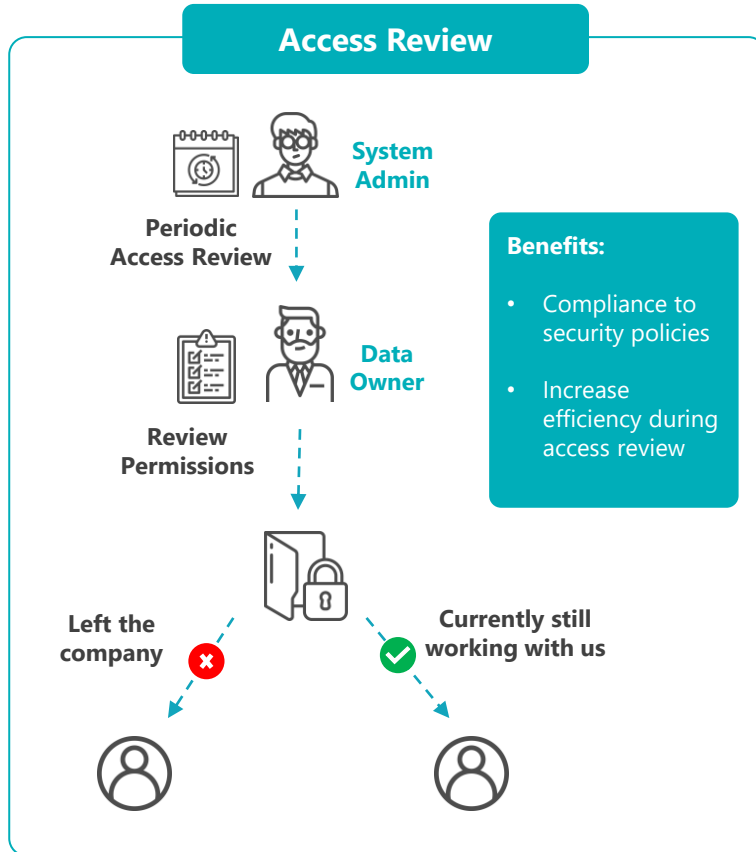 Access Review
System
Admin
Periodic
Access Review
Benefits:
• Compliance to
security policies
• Increase
efficiency during
access review
Data
Owner
Review
Permissions
Left the
company
Currently still
working with us